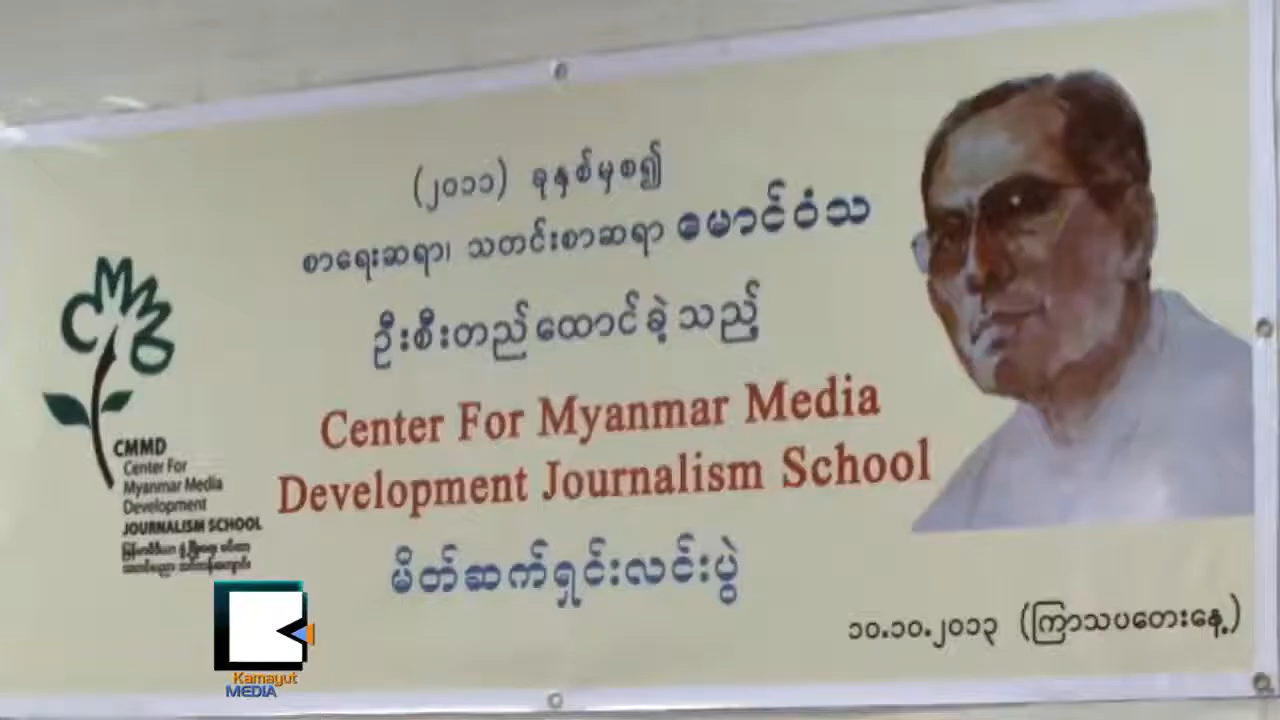 (၂၀၁၁) ခုနှစ်မှစ၍
စာရေးဆရာ၊ သတင်းစာဆရာ မောင်ဝံသ
ဦးစီးတည်ထောင်ခဲ့သည့်
Center For Myanmar Media
Development Journalism School
မိတ်ဆက်ရှင်းလင်းပွဲ
၁၀.၁၀.၂၀၁၃ (ကြာသပတေးနေ့)
CMMD
CMMD
Center For
Myanmar Media
Development
JOURNALISM SCHOOL
Kamayut
MEDIA